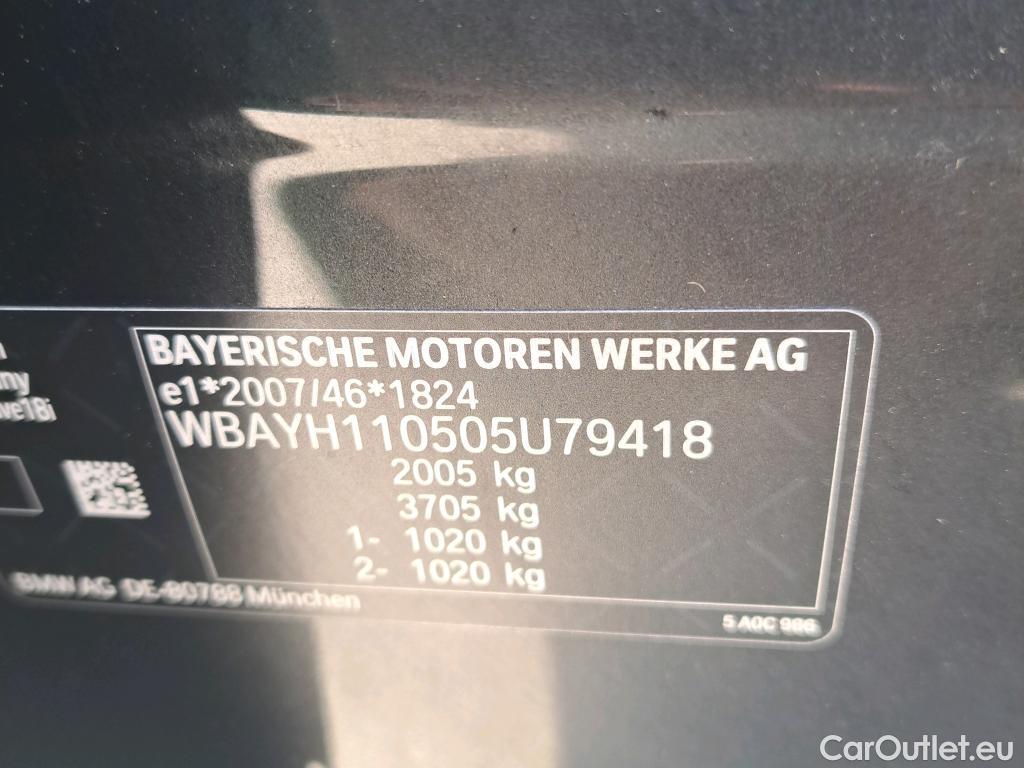 BAYERISCHE MOTOREN WERKE AG
e1*2007/46*1824
WBAYH110505U79418
2005 kg
3705 kg
1- 1020 kg
2- 1020 kg
ive18i
BMW AG DE-80788 München
5 A0C 986
CarOutlet.eu